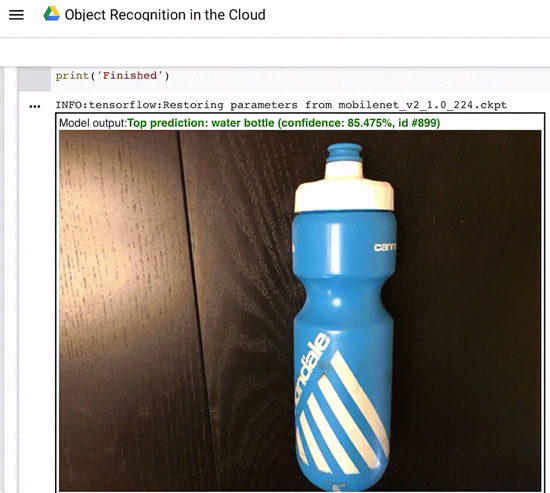 Object Recognition in the Cloud
print('Finished')
INFO:tensorflow:Restoring parameters from mobilenet_v2_1.0_224.ckpt
Model output:Top prediction: water bottle (confidence: 85.475%, id #899)
cann
ondale